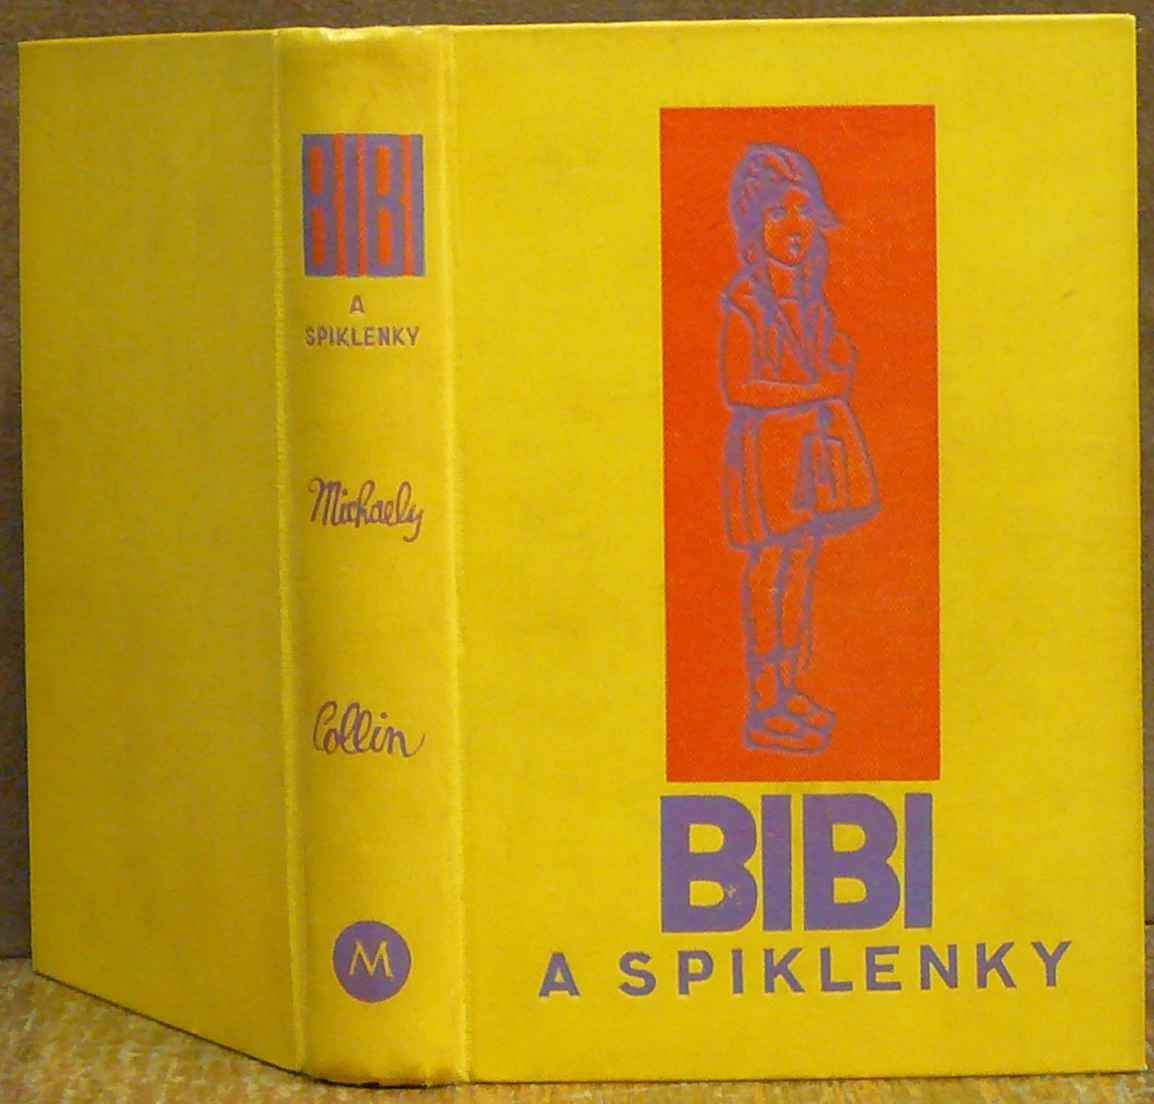 BIBI
A
SPIKLENKY
Michaely
Collin
M
BIBI
A SPIKLENKY